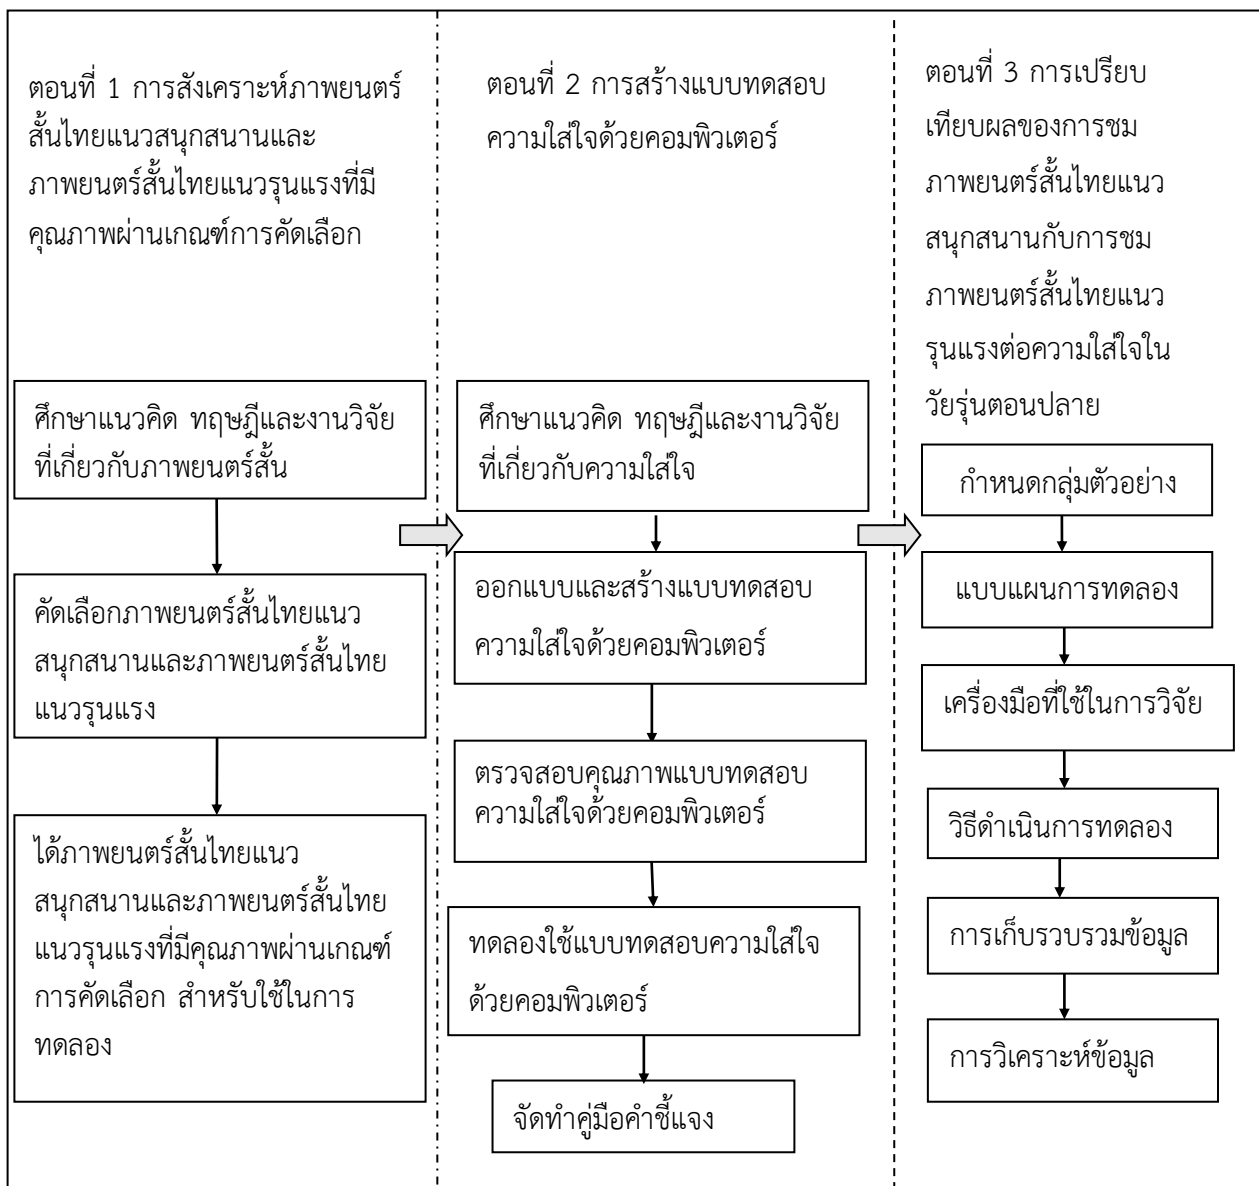 ตอนที่ 1 การสังเคราะห์ภาพยนตร์
สั้นไทยแนวสนุกสนานและ
ภาพยนตร์สั้นไทยแนวรุนแรงที่มี
คุณภาพผ่านเกณฑ์การคัดเลือก
ศึกษาแนวคิด ทฤษฎีและงานวิจัย
ที่เกี่ยวกับภาพยนตร์สั้น
คัดเลือกภาพยนตร์สั้นไทยแนว
สนุกสนานและภาพยนตร์สั้นไทย
แนวรุนแรง
ได้ภาพยนตร์สั้นไทยแนว
สนุกสนานและภาพยนตร์สั้นไทย
แนวรุนแรงที่มีคุณภาพผ่านเกณฑ์
การคัดเลือก สำหรับใช้ในการ
ทดลอง
ตอนที่ 2 การสร้างแบบทดสอบ
ความใส่ใจด้วยคอมพิวเตอร์
ศึกษาแนวคิด ทฤษฎีและงานวิจัย
ที่เกี่ยวกับความใส่ใจ
ออกแบบและสร้างแบบทดสอบ
ความใส่ใจด้วยคอมพิวเตอร์
ตรวจสอบคุณภาพแบบทดสอบ
ความใส่ใจด้วยคอมพิวเตอร์
ทดลองใช้แบบทดสอบความใส่ใจ
ด้วยคอมพิวเตอร์
จัดทำคู่มือคำชี้แจง
ตอนที่ 3 การเปรียบ
เทียบผลของการชม
ภาพยนตร์สั้นไทยแนว
สนุกสนานกับการชม
ภาพยนตร์สั้นไทยแนว
รุนแรงต่อความใส่ใจใน
วัยรุ่นตอนปลาย
กำหนดกลุ่มตัวอย่าง
แบบแผนการทดลอง
เครื่องมือที่ใช้ในการวิจัย
วิธีดำเนินการทดลอง
การเก็บรวบรวมข้อมูล
การวิเคราะห์ข้อมูล